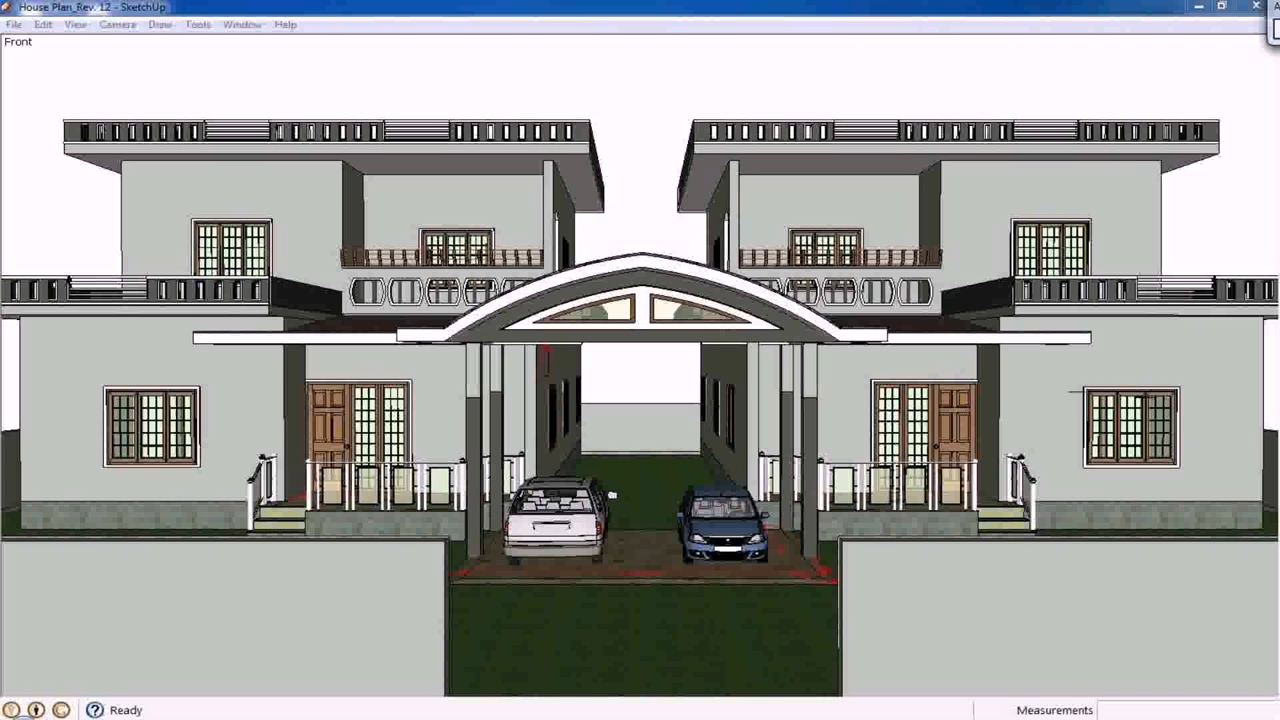 House Plan_Rev. 12 - SketchUp
File Edit View Camera Draw Tools Window Help
Front
Ready
Measurements